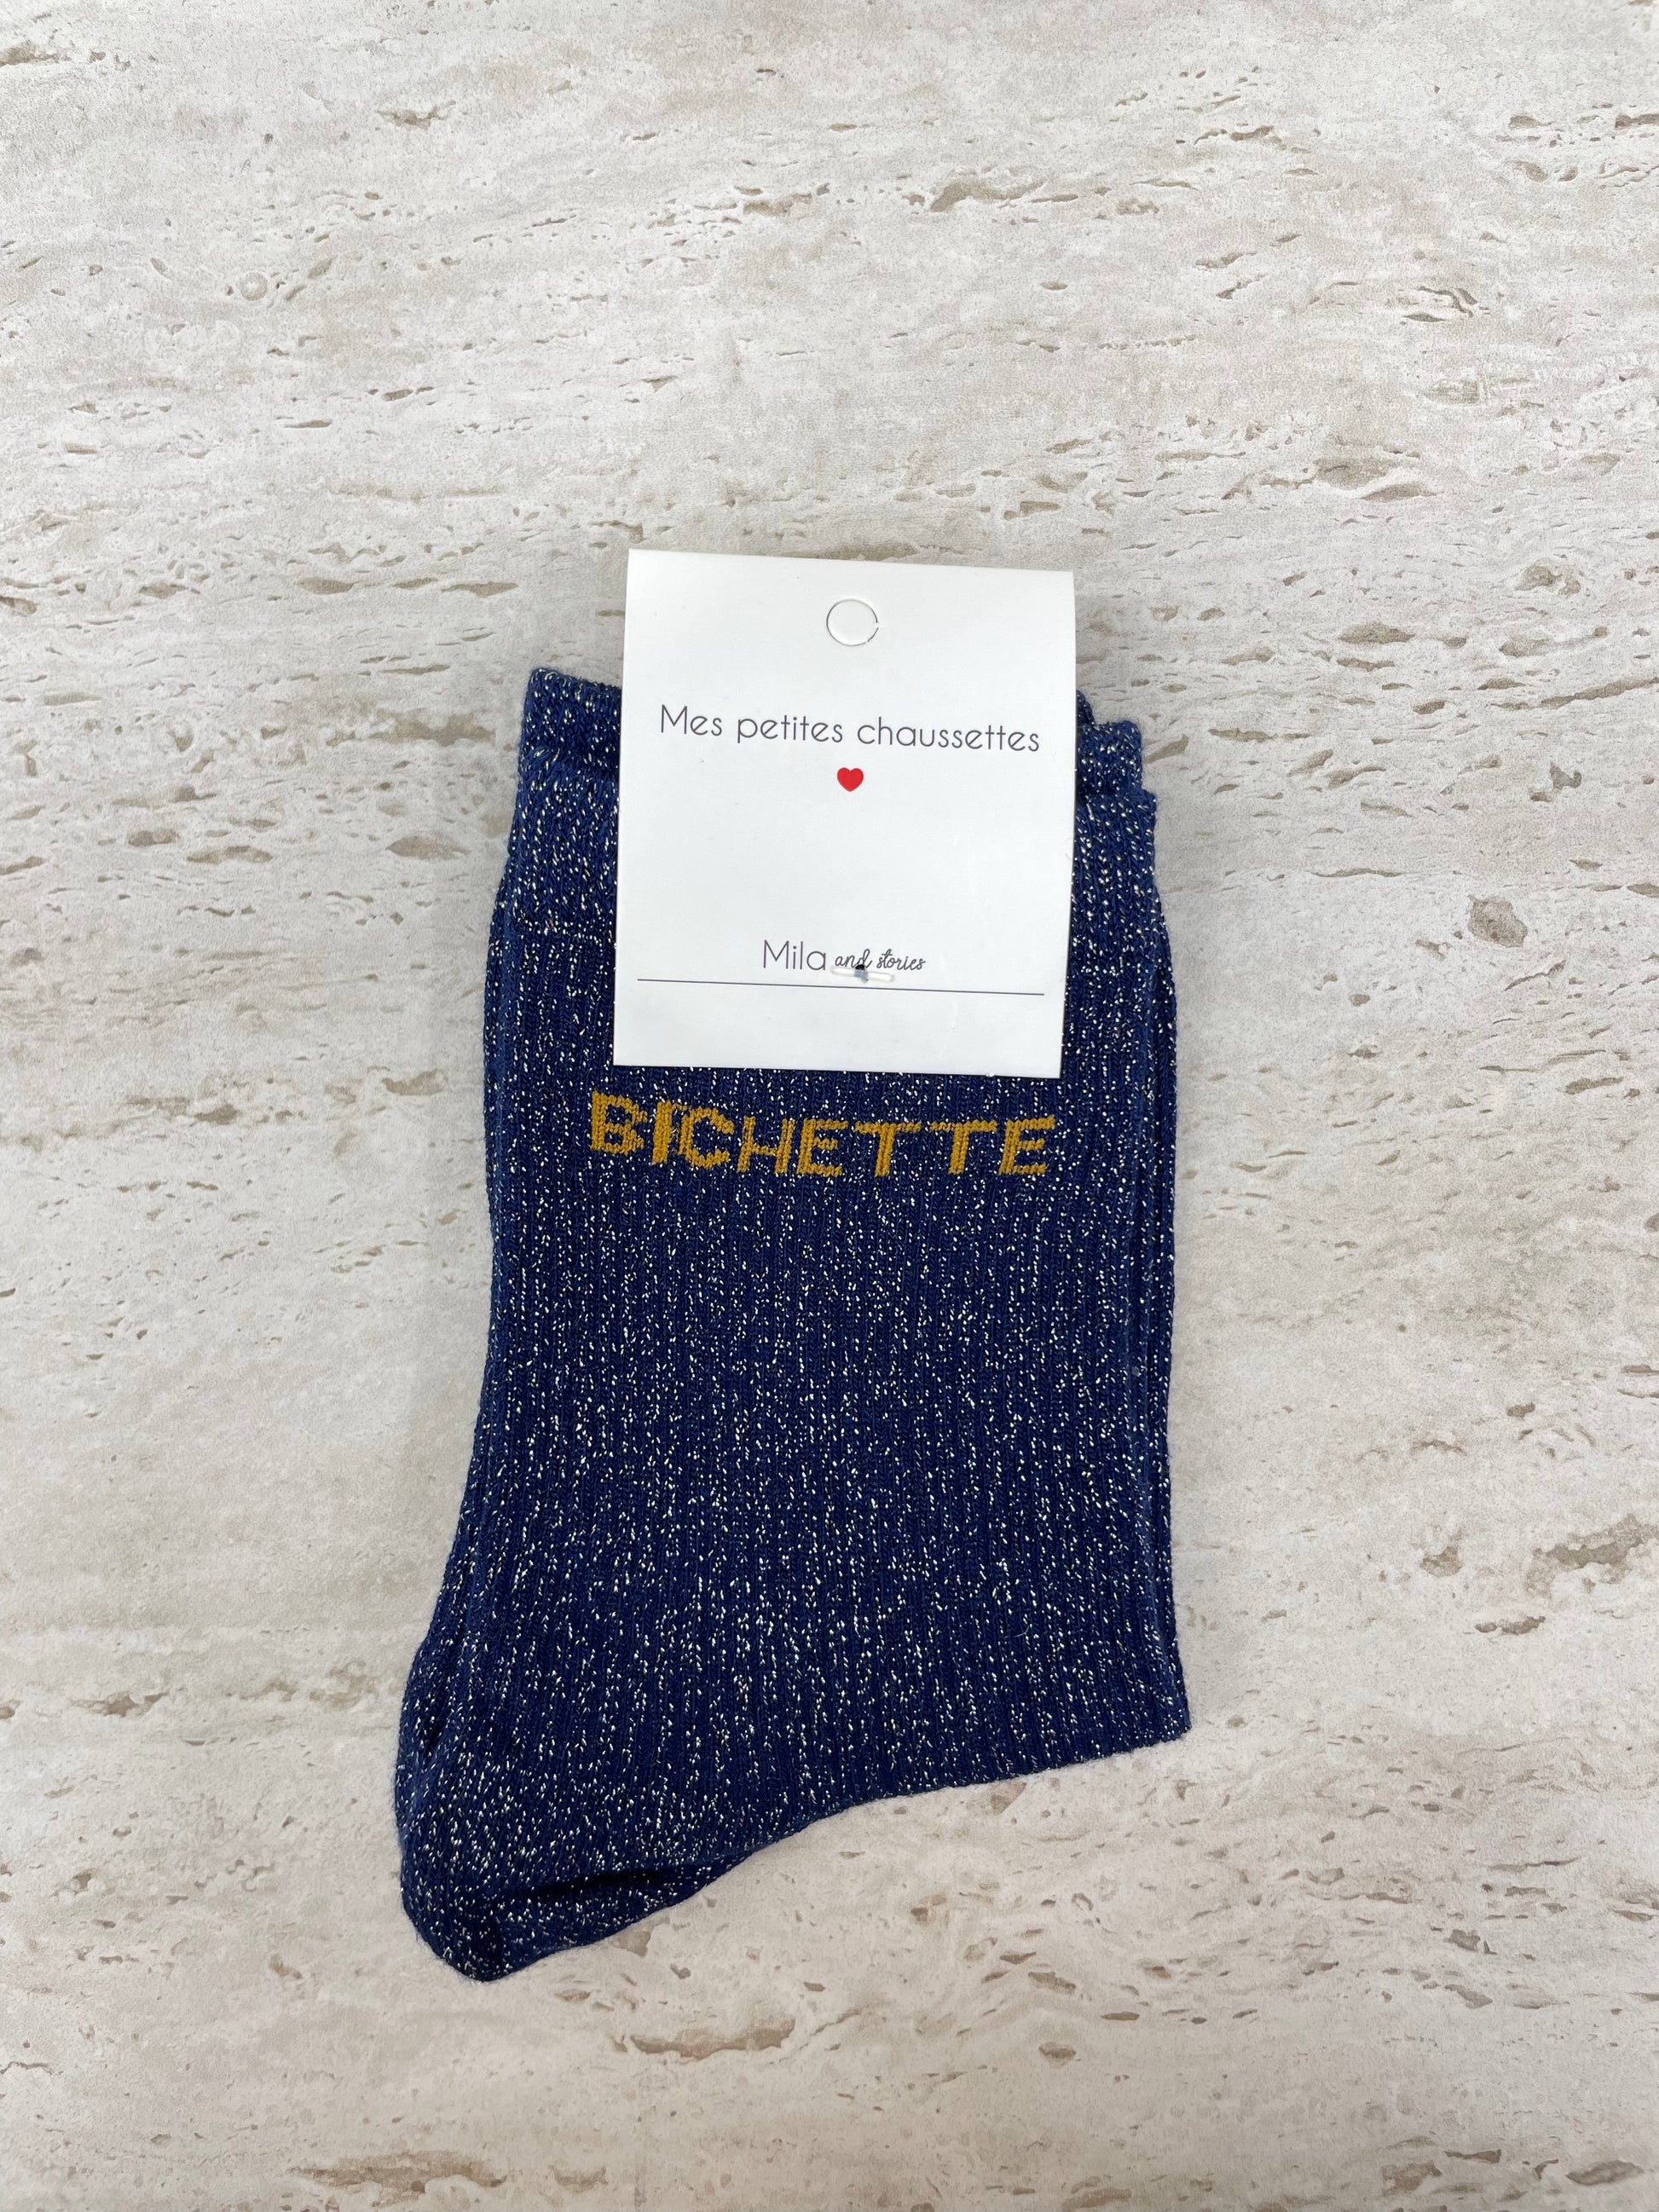 Mes petites chaussettes
Mila and stories
BICHETTE